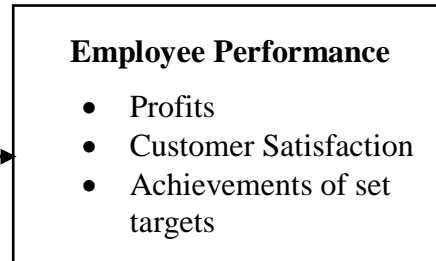 Employee Performance
• Profits
• Customer Satisfaction
• Achievements of set
targets